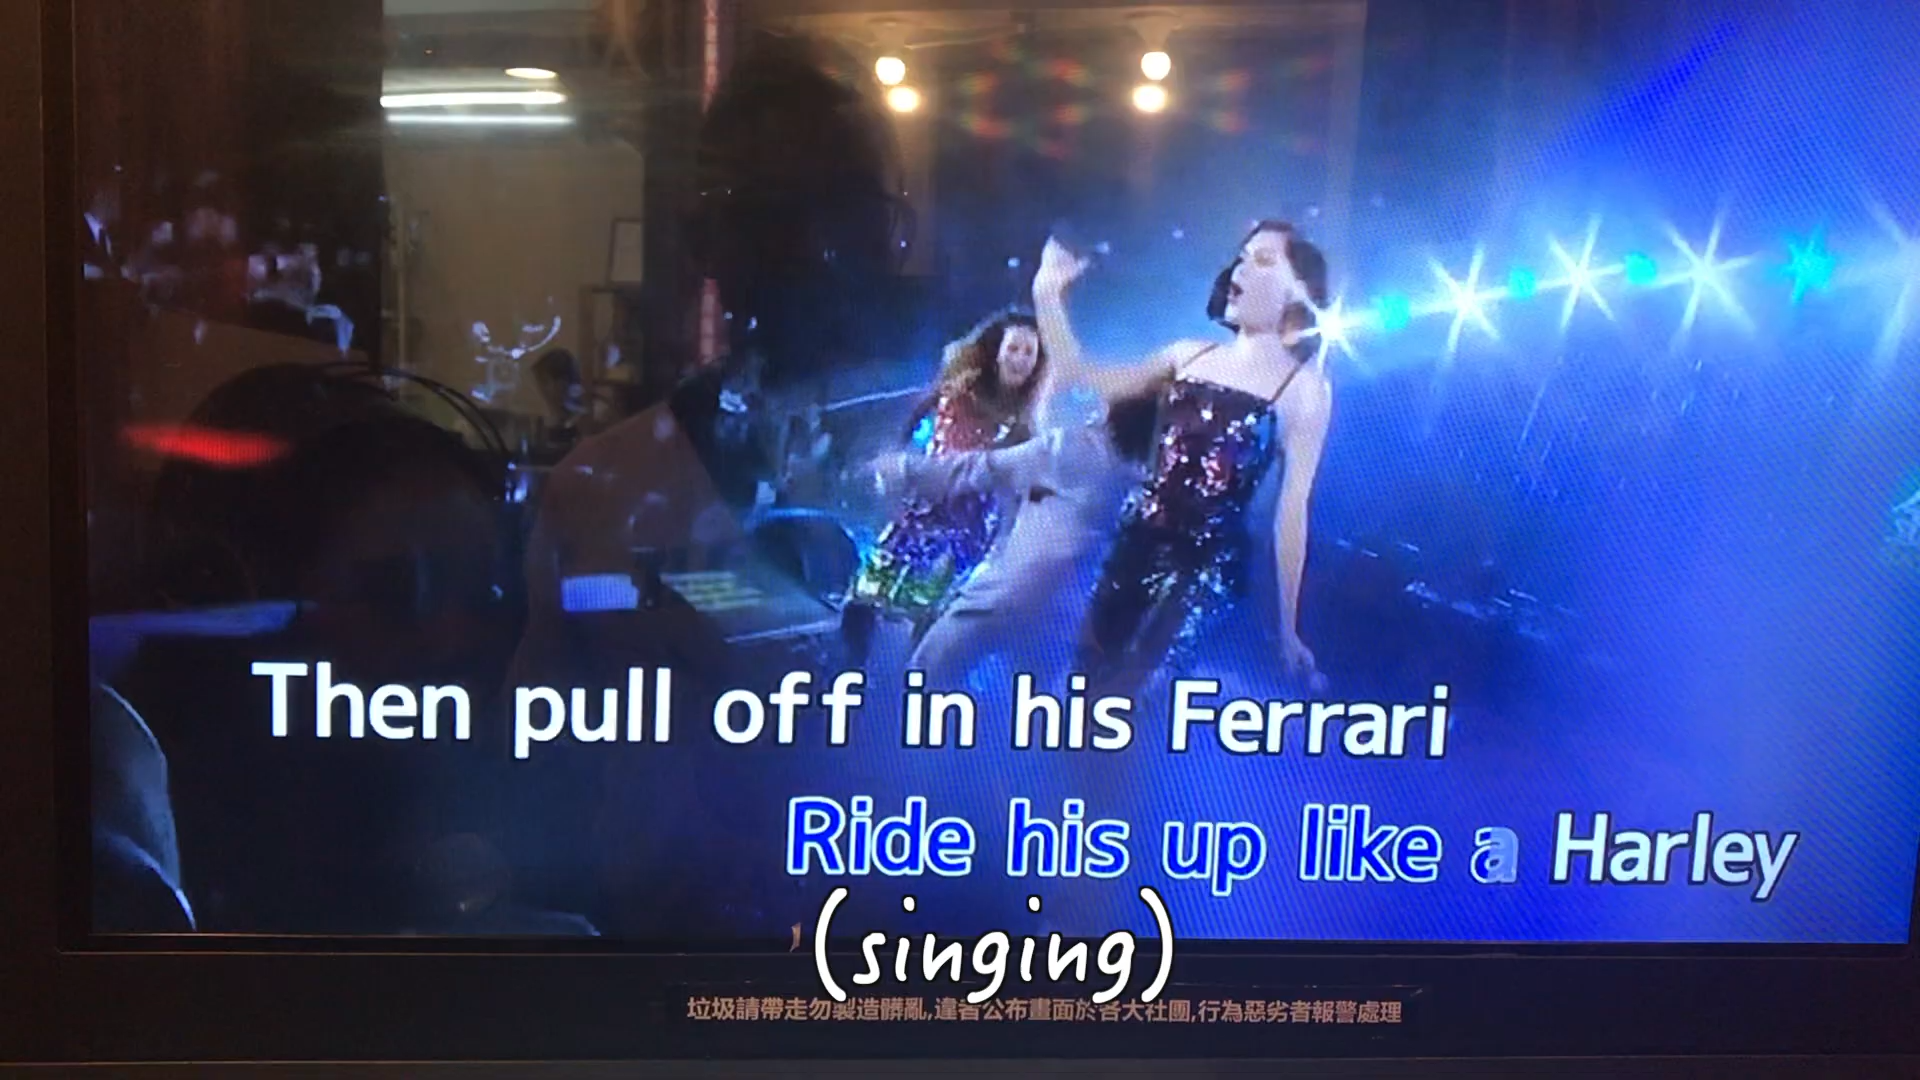 Then pull off in his Ferrari
Ride his up like a Harley
(singing)
垃圾請帶走勿製造髒亂,違者公布畫面於各大社團,行為惡劣者報警處理